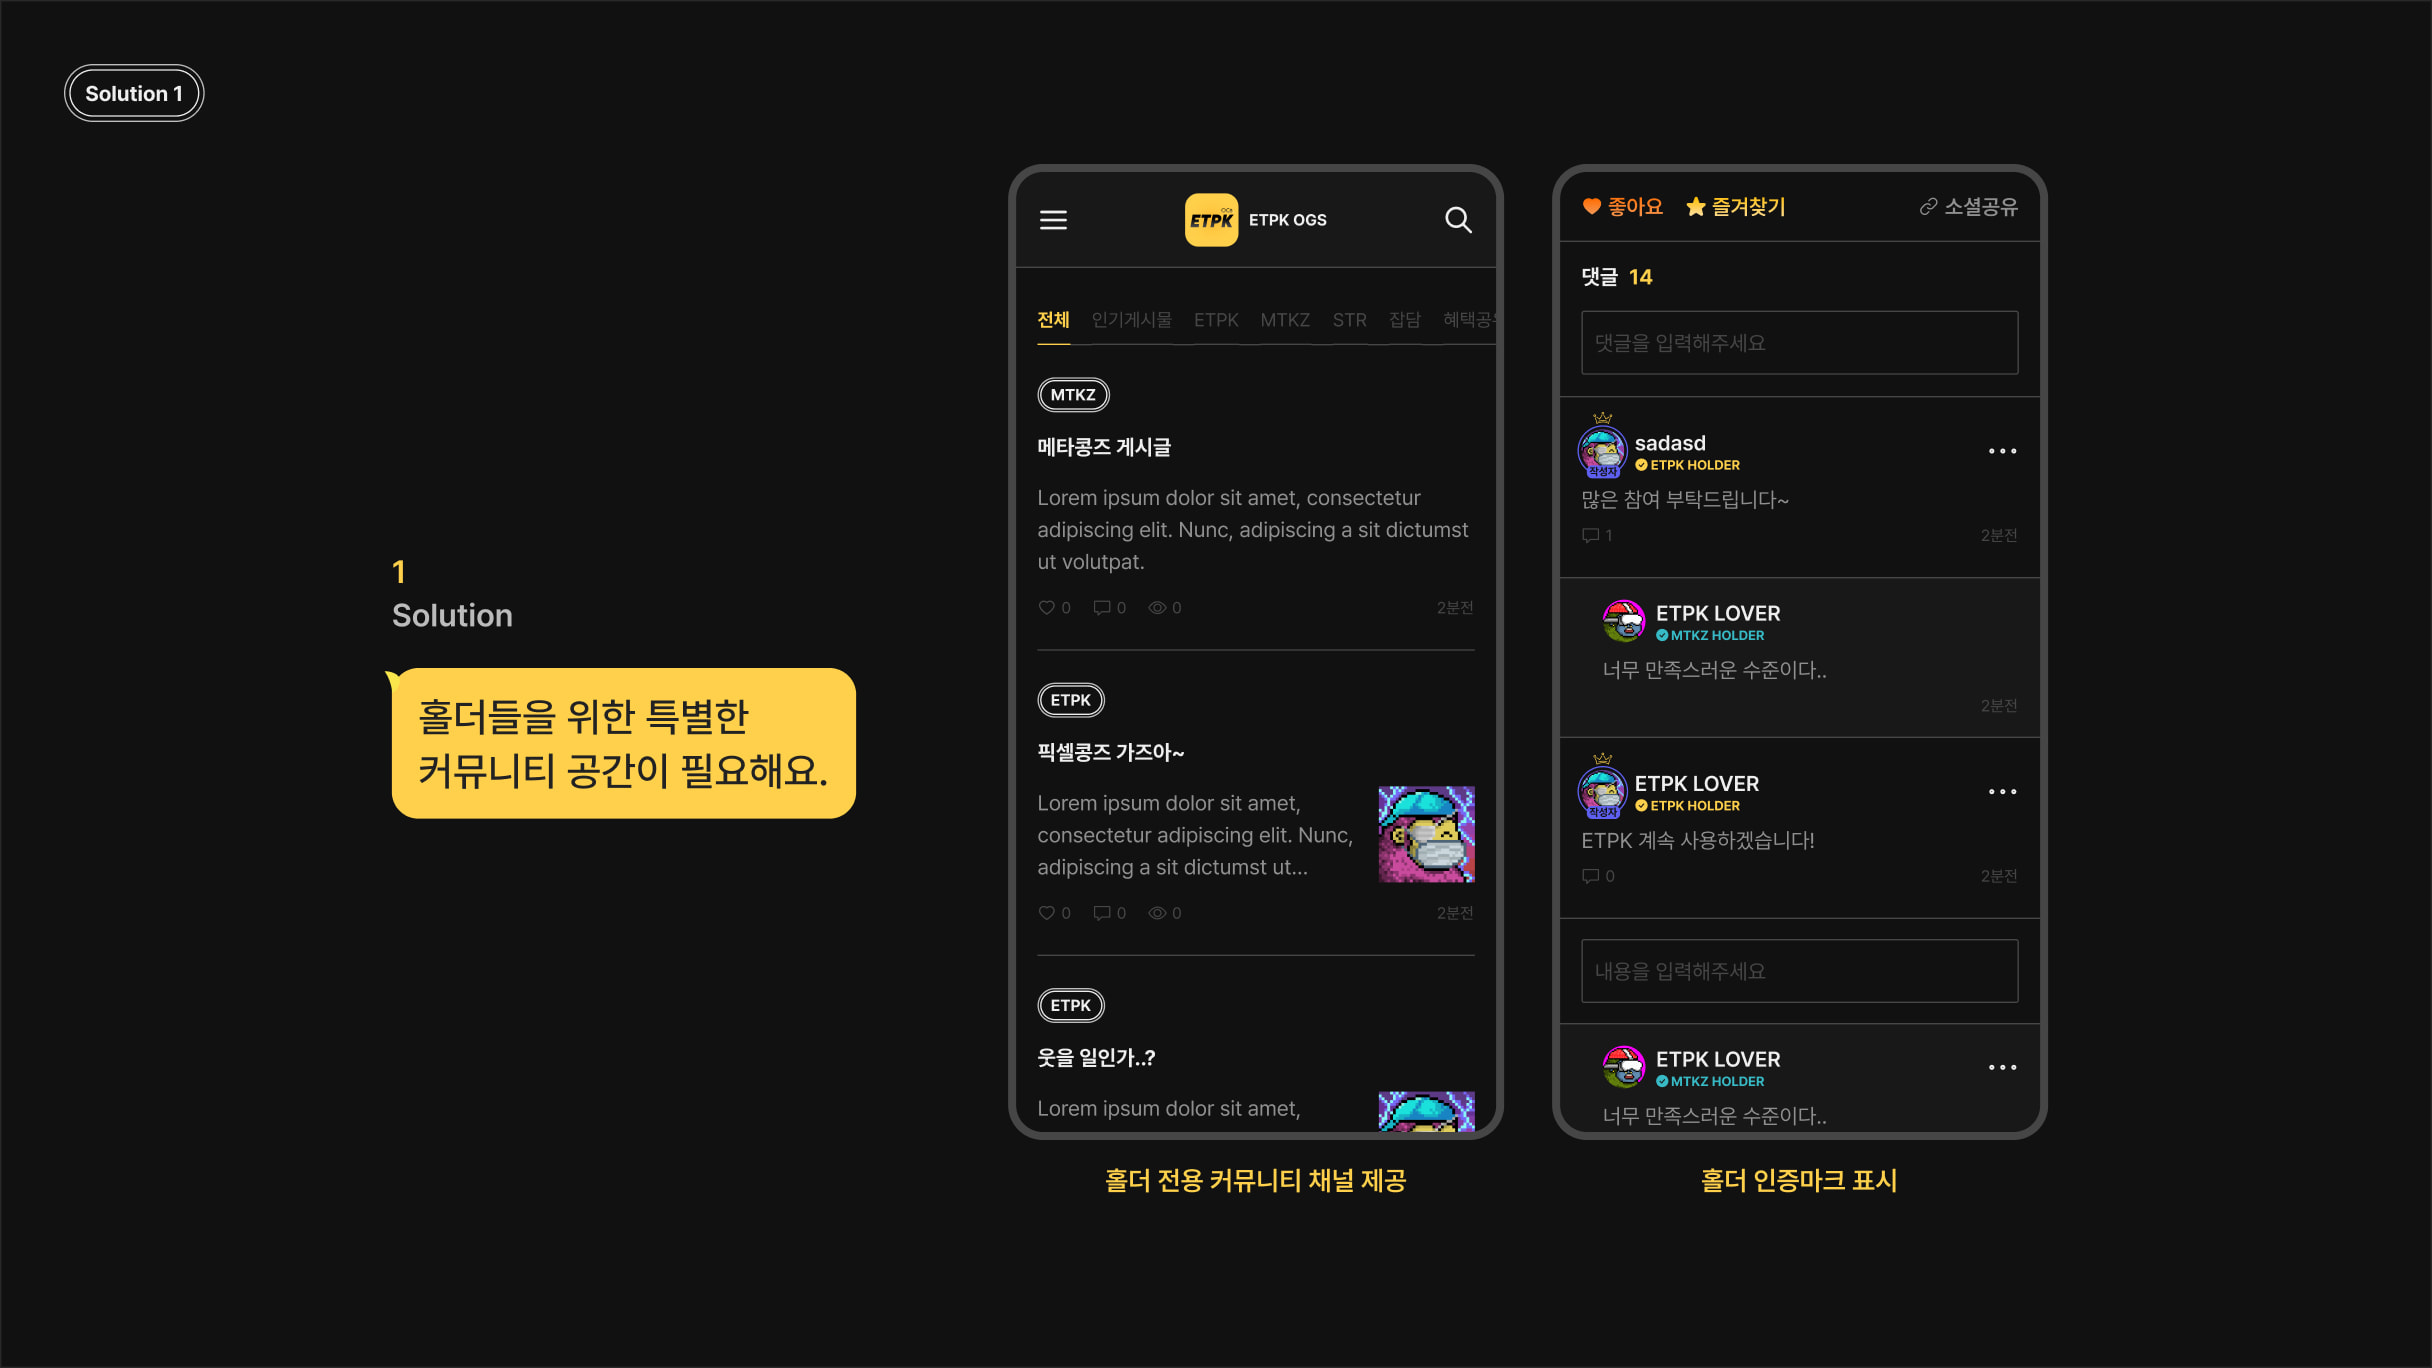 Solution 1
1
Solution
홀더들을 위한 특별한
커뮤니티 공간이 필요해요.
OGs
ETPK
ETPK OGS
전체 인기게시물 ETPK MTKZ STR 잡담 혜택공유
MTKZ
메타콩즈 게시글
Lorem ipsum dolor sit amet, consectetur
adipiscing elit. Nunc, adipiscing a sit dictumst
ut volutpat.
0 0 0 2분전
ETPK
픽셀콩즈 가즈아~
Lorem ipsum dolor sit amet,
consectetur adipiscing elit. Nunc,
adipiscing a sit dictumst ut...
0 0 0 2분전
ETPK
웃을 일인가..?
Lorem ipsum dolor sit amet,
홀더 전용 커뮤니티 채널 제공
좋아요 즐겨찾기 소셜공유
댓글 14
댓글을 입력해주세요
sadasd
ETPK HOLDER
작성자
많은 참여 부탁드립니다~
1 2분전
ETPK LOVER
MTKZ HOLDER
너무 만족스러운 수준이다..
2분전
ETPK LOVER
ETPK HOLDER
작성자
ETPK 계속 사용하겠습니다!
0 2분전
내용을 입력해주세요
ETPK LOVER
MTKZ HOLDER
너무 만족스러운 수준이다..
홀더 인증마크 표시